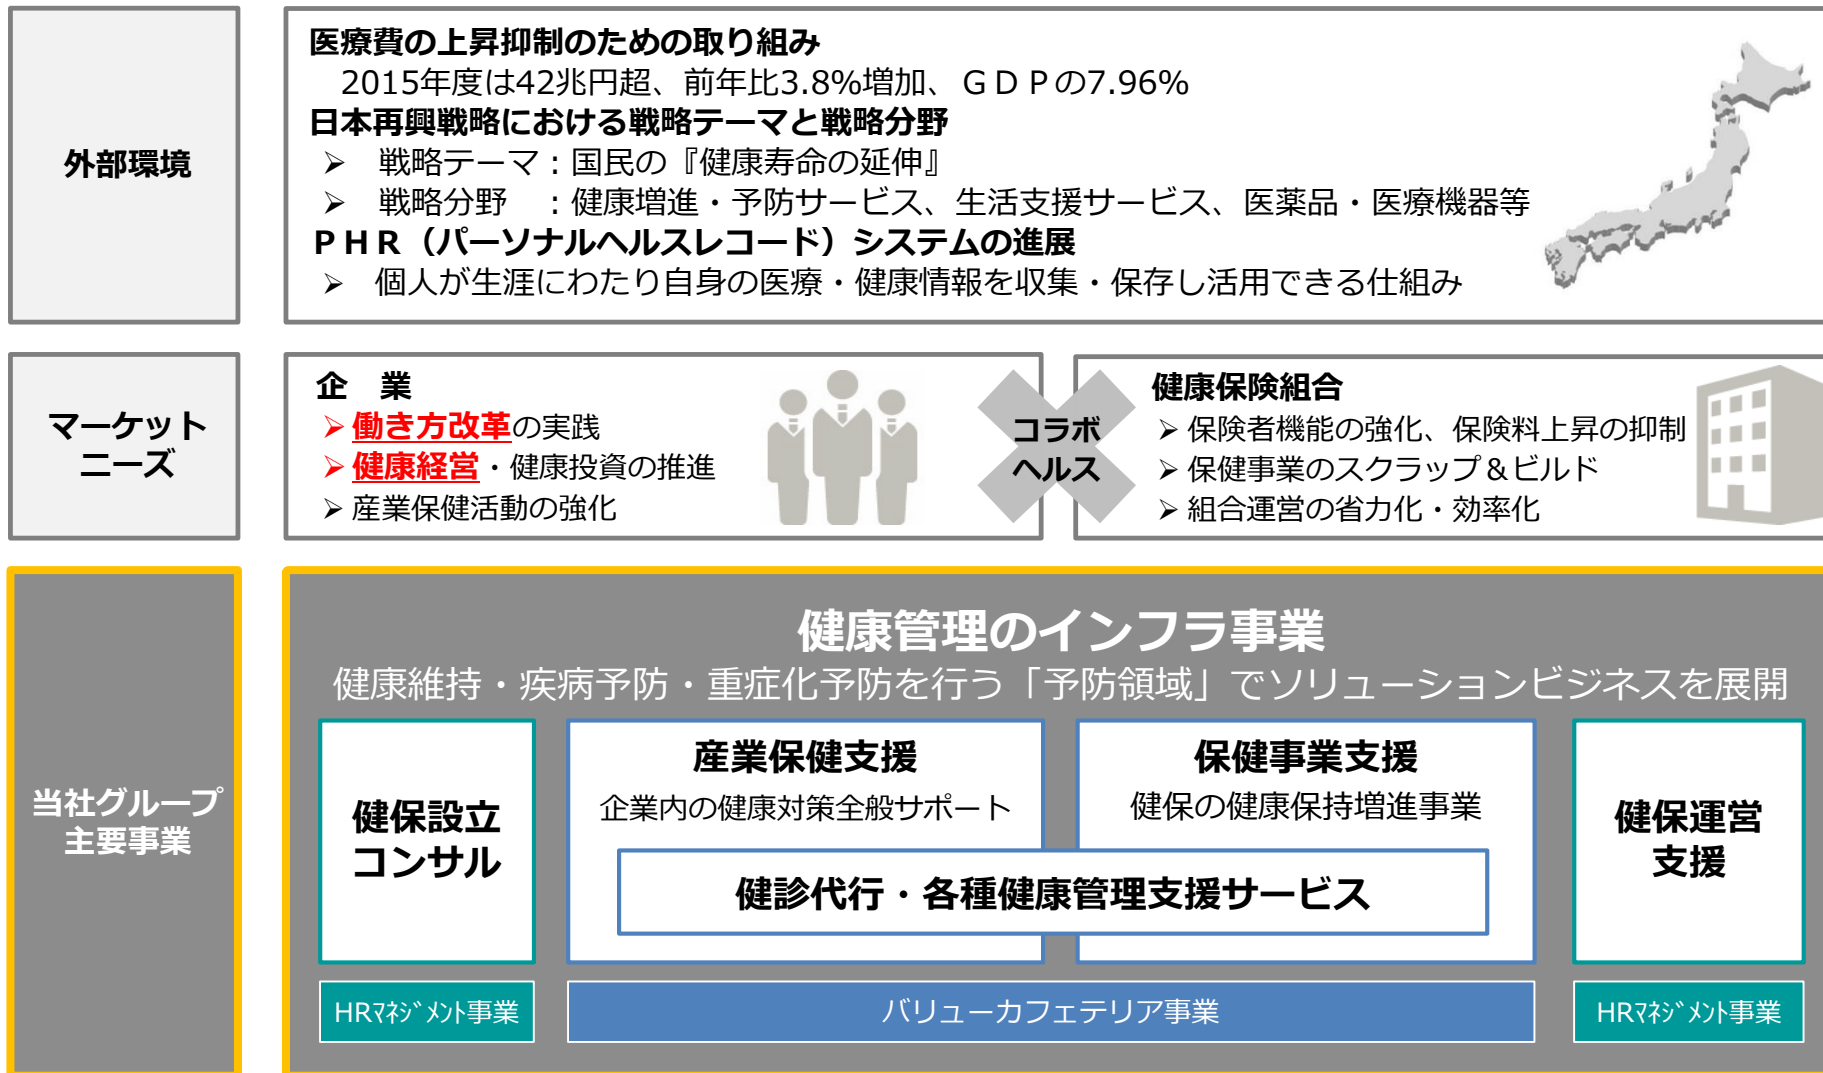 外部環境
医療費の上昇抑制のための取り組み
2015年度は42兆円超、前年比3.8%増加、ＧＤＰの7.96%
日本再興戦略における戦略テーマと戦略分野
➢ 戦略テーマ：国民の『健康寿命の延伸』
➢ 戦略分野　：健康増進・予防サービス、生活支援サービス、医薬品・医療機器等
ＰＨＲ（パーソナルヘルスレコード）システムの進展
➢ 個人が生涯にわたり自身の医療・健康情報を収集・保存し活用できる仕組み
マーケット
ニーズ
企　業
➢ 働き方改革の実践
➢ 健康経営・健康投資の推進
➢ 産業保健活動の強化
コラボ
ヘルス
健康保険組合
➢ 保険者機能の強化、保険料上昇の抑制
➢ 保健事業のスクラップ＆ビルド
➢ 組合運営の省力化・効率化
当社グループ
主要事業
健康管理のインフラ事業
健康維持・疾病予防・重症化予防を行う「予防領域」でソリューションビジネスを展開
健保設立
コンサル
産業保健支援
企業内の健康対策全般サポート
保健事業支援
健保の健康保持増進事業
健診代行・各種健康管理支援サービス
健保運営
支援
HRﾏﾈｼﾞﾒﾝﾄ事業
バリューカフェテリア事業
HRﾏﾈｼﾞﾒﾝﾄ事業